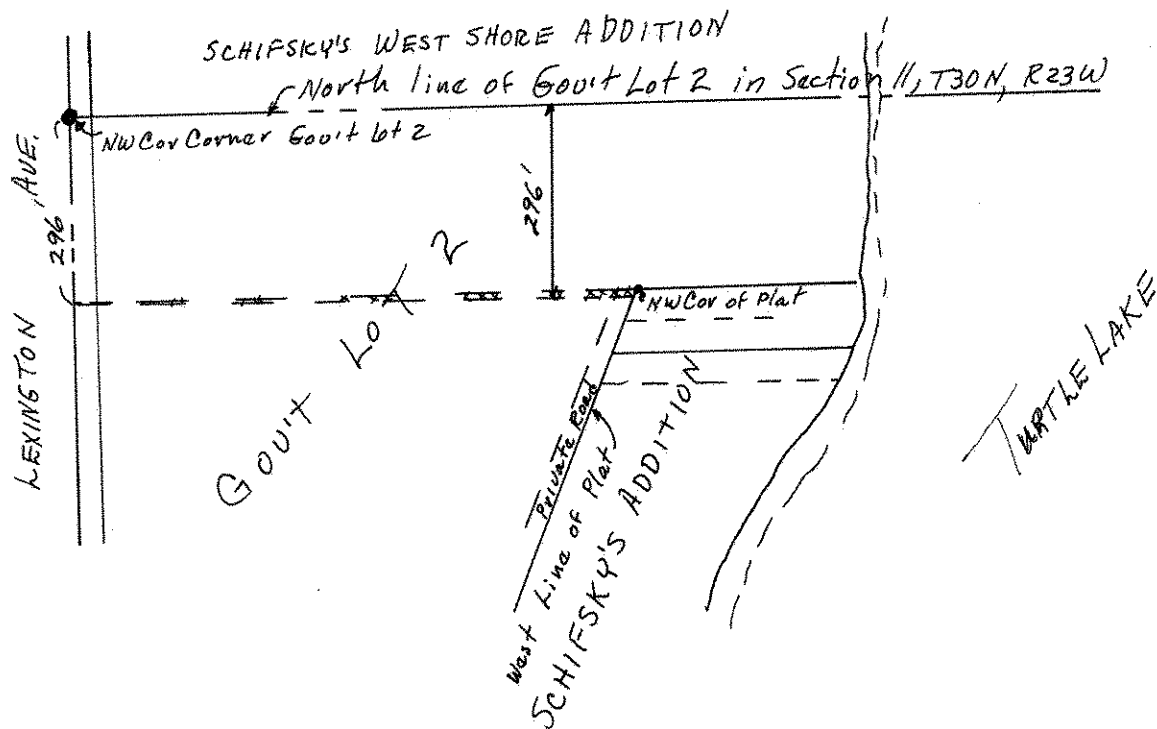 SCHIFSKY'S WEST SHORE ADDITION
North line of Gov't Lot 2 in Section 11, T30N, R23W
NW Cor Corner Gov't Lot 2
LEXINGTON AVE.
296'
296'
GOV'T LOT 2
NW Cor of Plat
Private Road
West Line of Plat
SCHIFSKY'S ADDITION
TURTLE LAKE